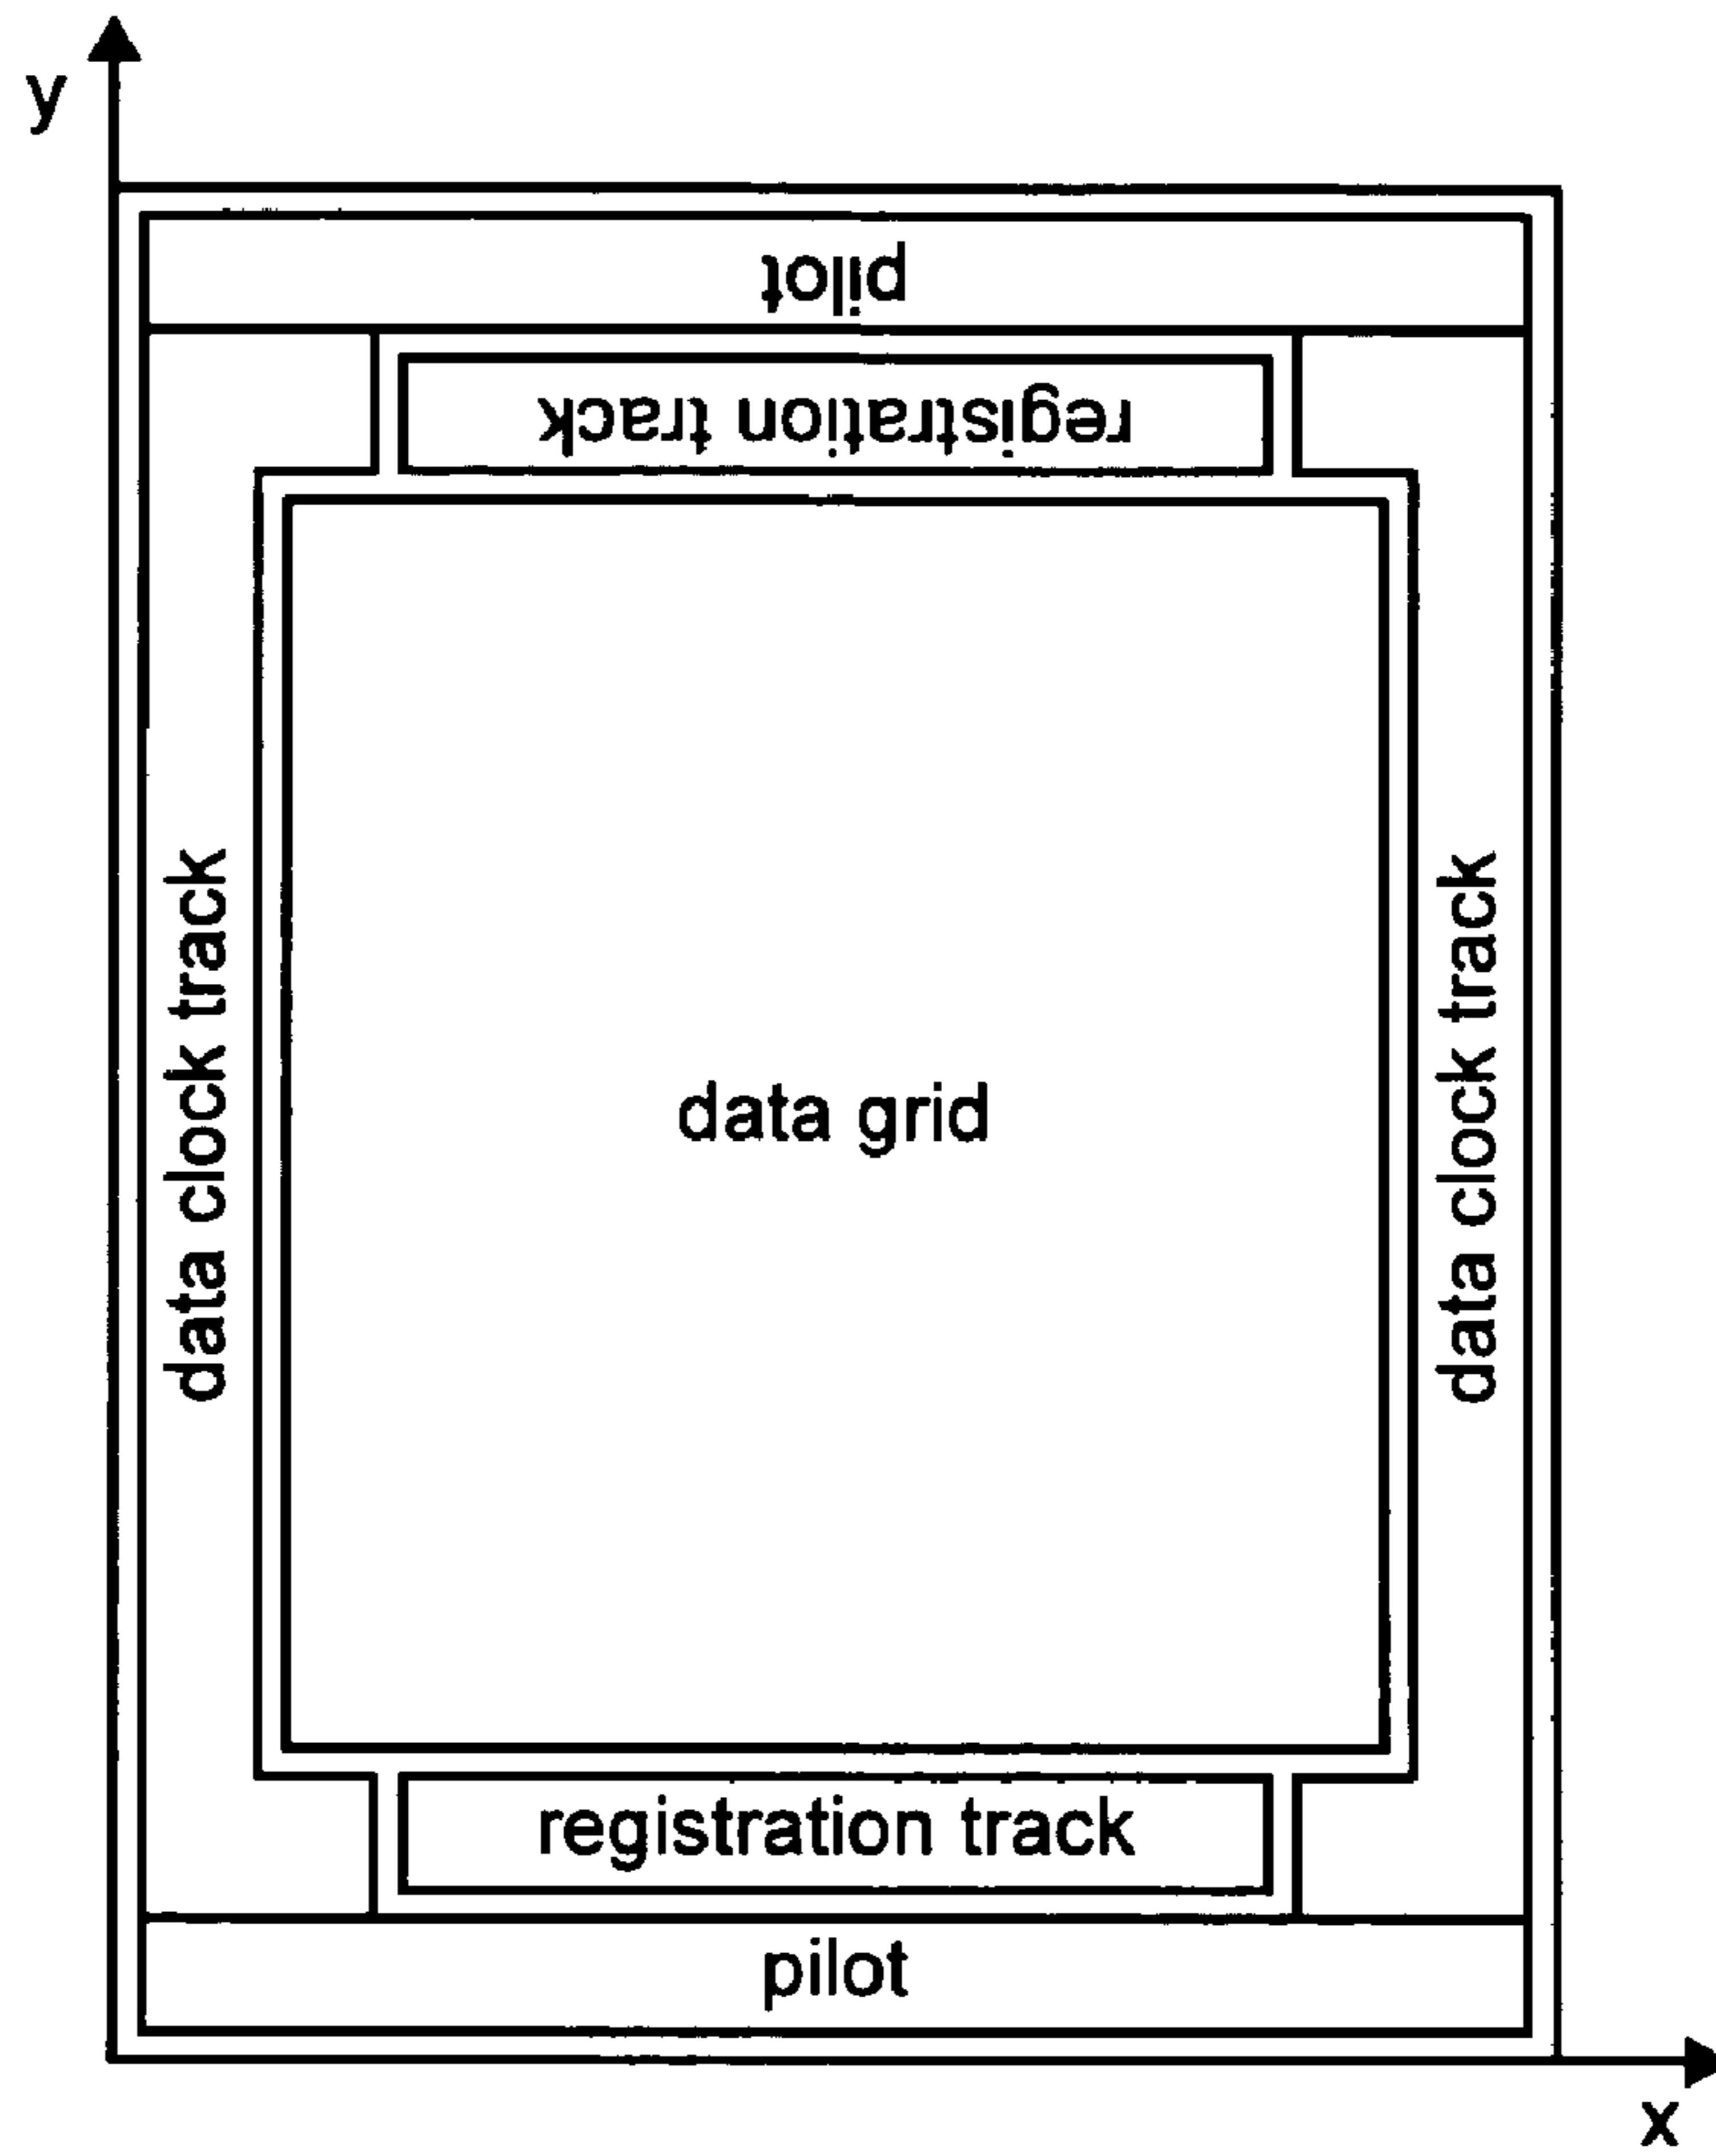 y
pilot
registration track
data clock track
data grid
data clock track
registration track
pilot
x